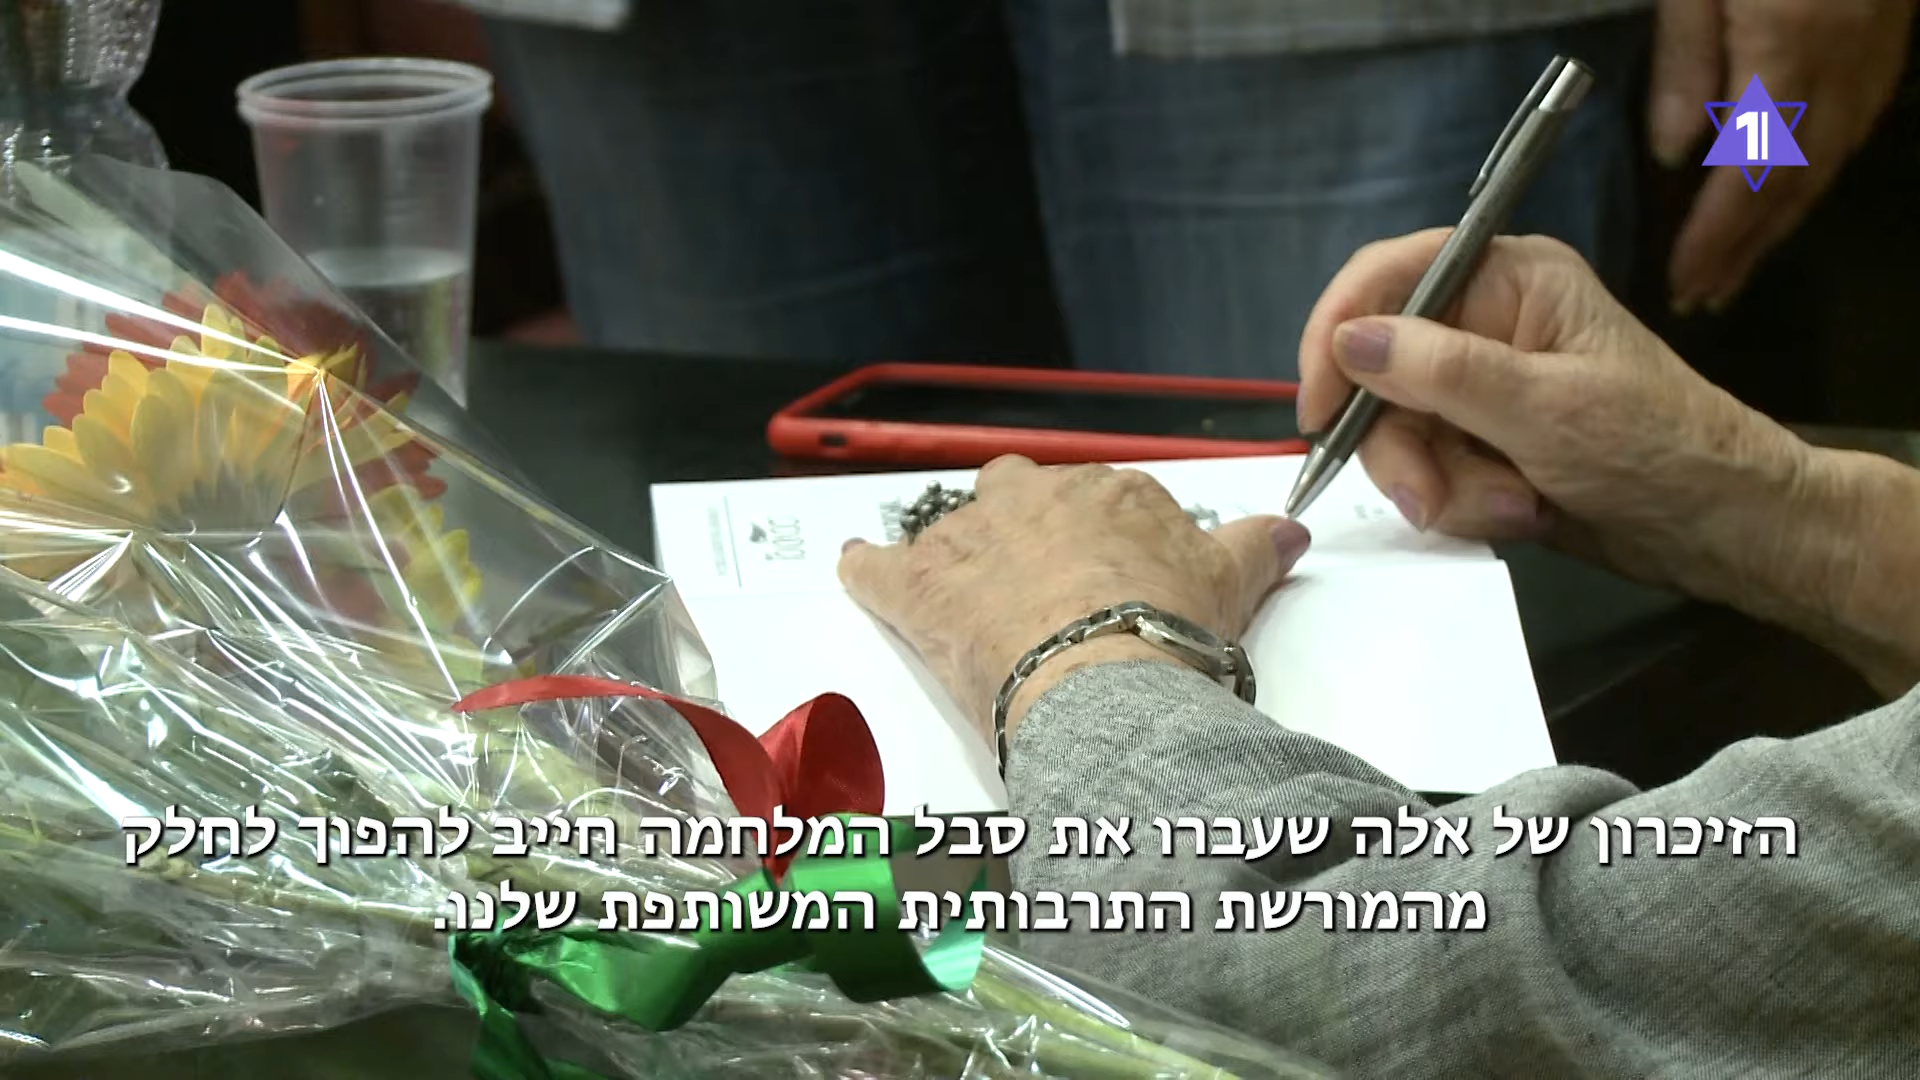 הזיכרון של אלה שעברו את סבל המלחמה חייב להפוך לחלק
מהמורשת התרבותית המשותפת שלנו.